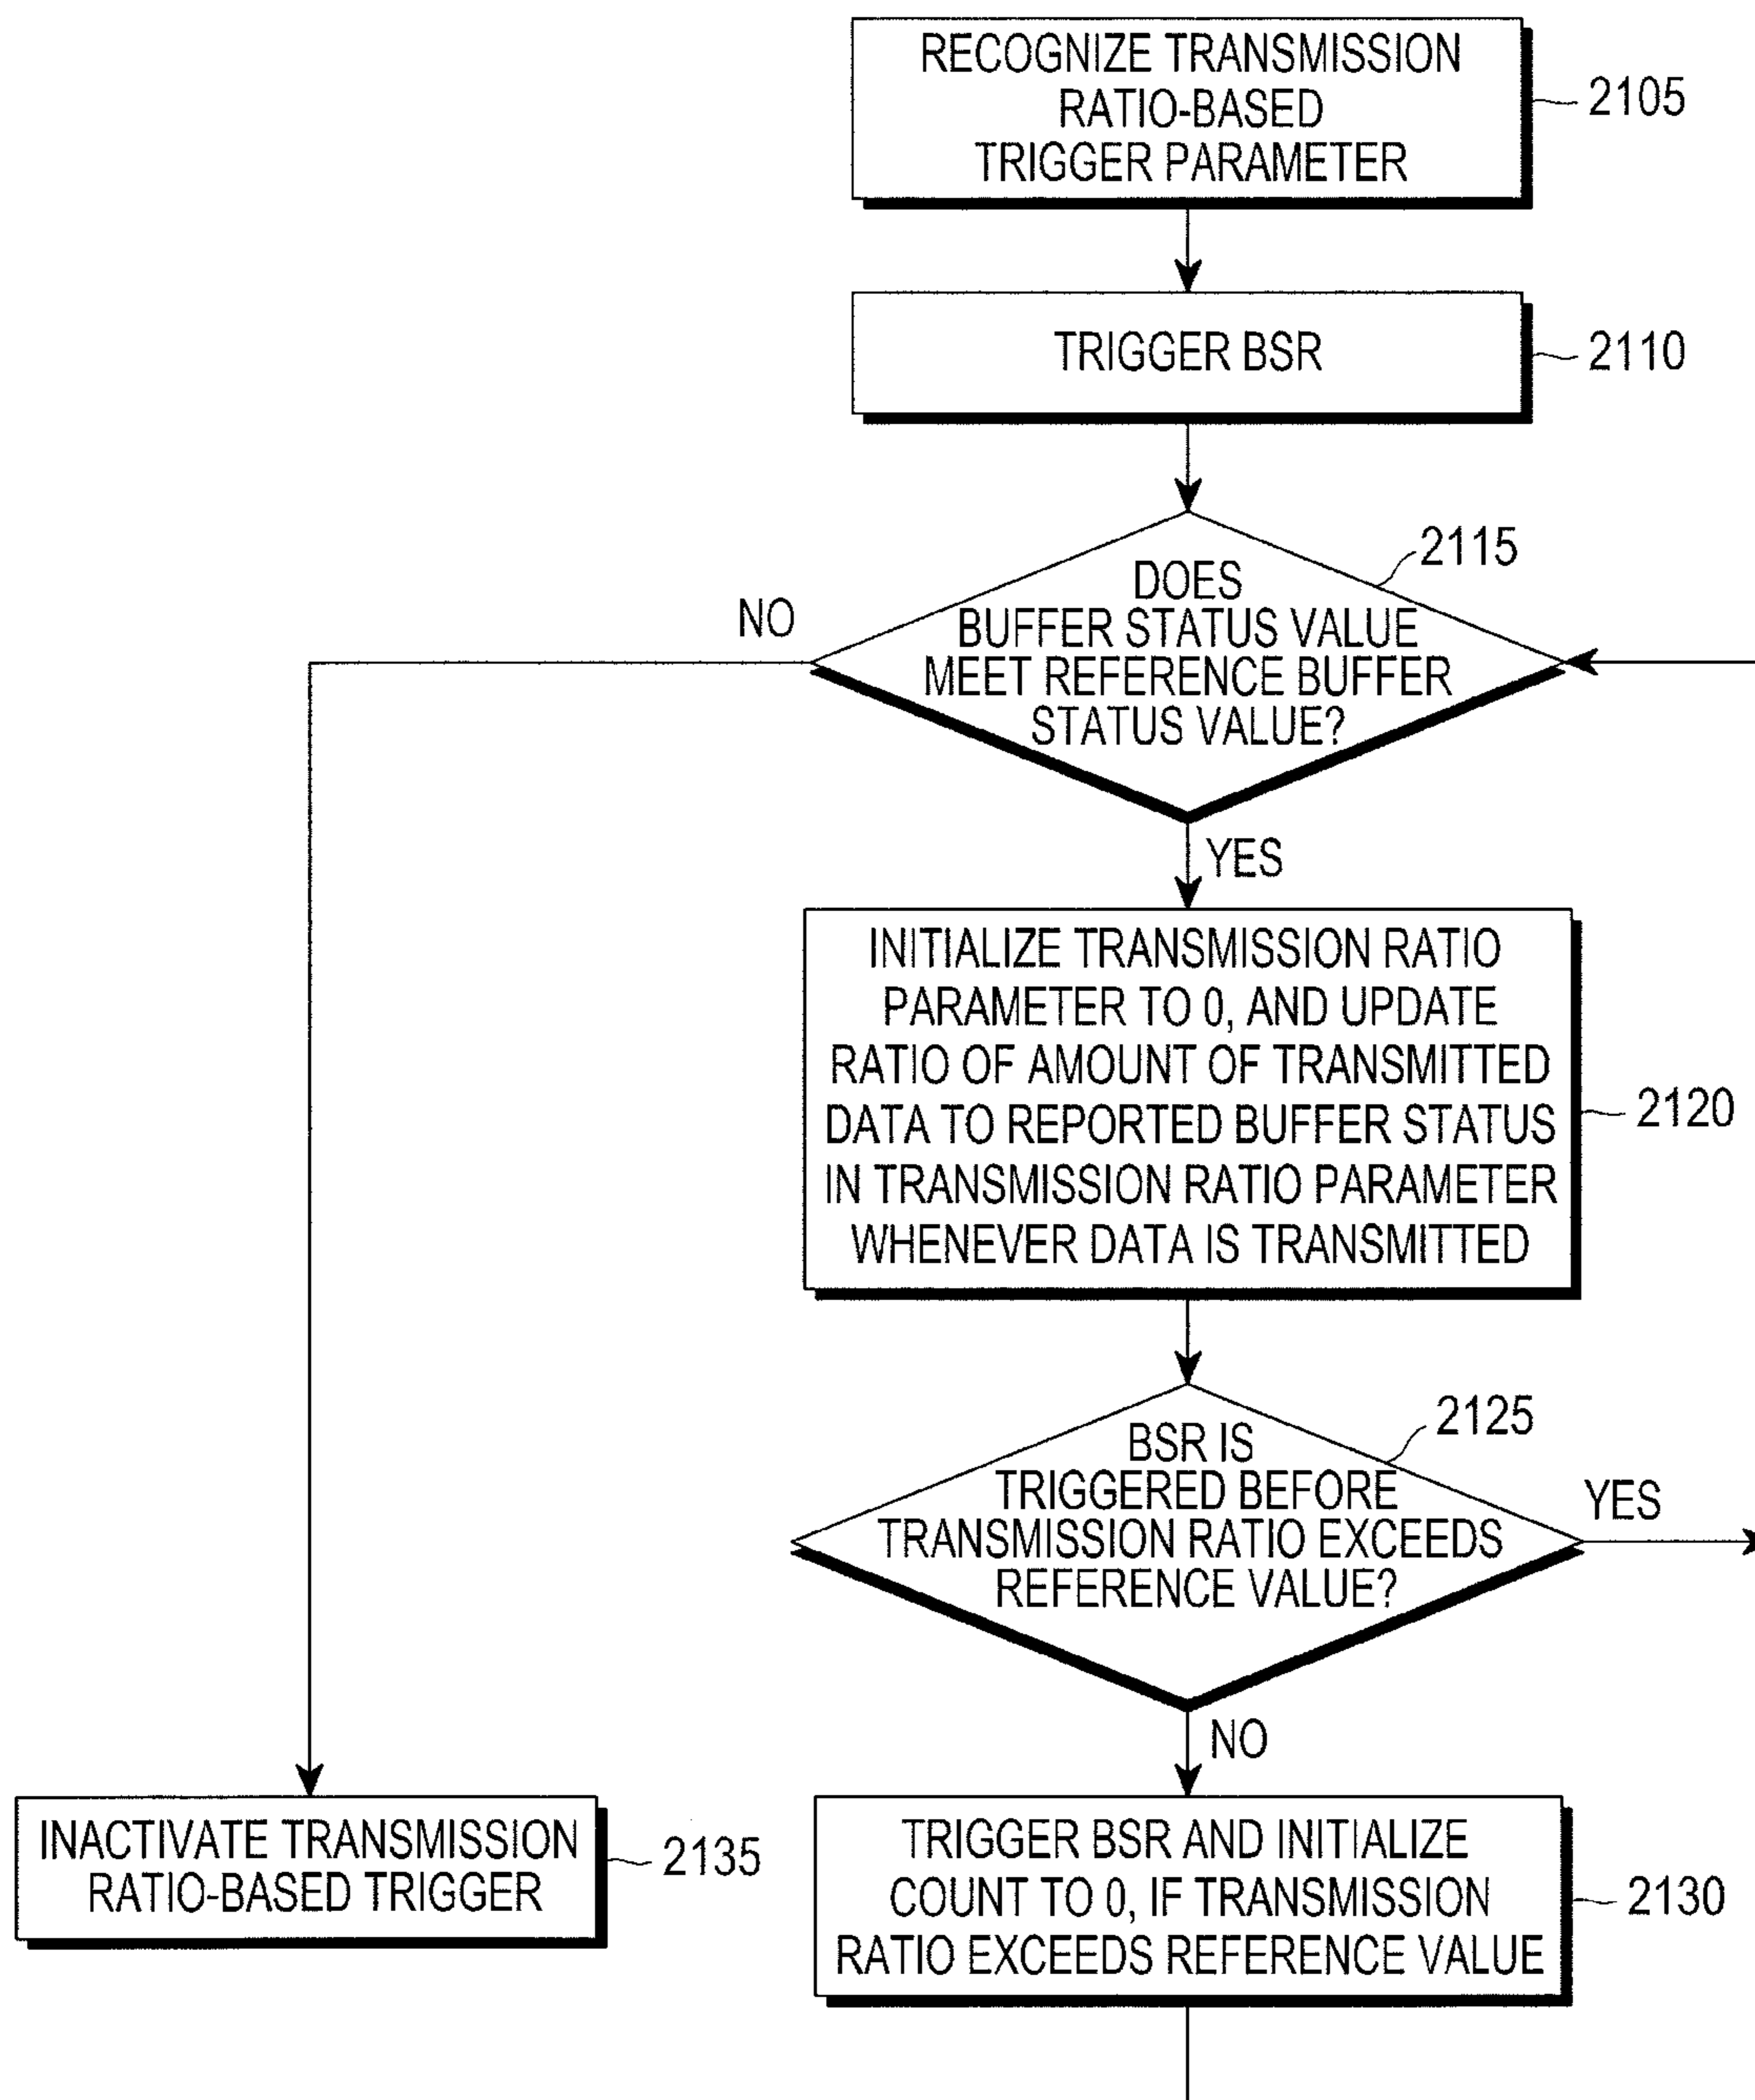 RECOGNIZE TRANSMISSION
RATIO-BASED
TRIGGER PARAMETER
2105
TRIGGER BSR
2110
2115
DOES
BUFFER STATUS VALUE
MEET REFERENCE BUFFER
STATUS VALUE?
NO
YES
INITIALIZE TRANSMISSION RATIO
PARAMETER TO 0, AND UPDATE
RATIO OF AMOUNT OF TRANSMITTED
DATA TO REPORTED BUFFER STATUS
IN TRANSMISSION RATIO PARAMETER
WHENEVER DATA IS TRANSMITTED
2120
2125
BSR IS
TRIGGERED BEFORE
TRANSMISSION RATIO EXCEEDS
REFERENCE VALUE?
YES
NO
INACTIVATE TRANSMISSION
RATIO-BASED TRIGGER
2135
TRIGGER BSR AND INITIALIZE
COUNT TO 0, IF TRANSMISSION
RATIO EXCEEDS REFERENCE VALUE
2130